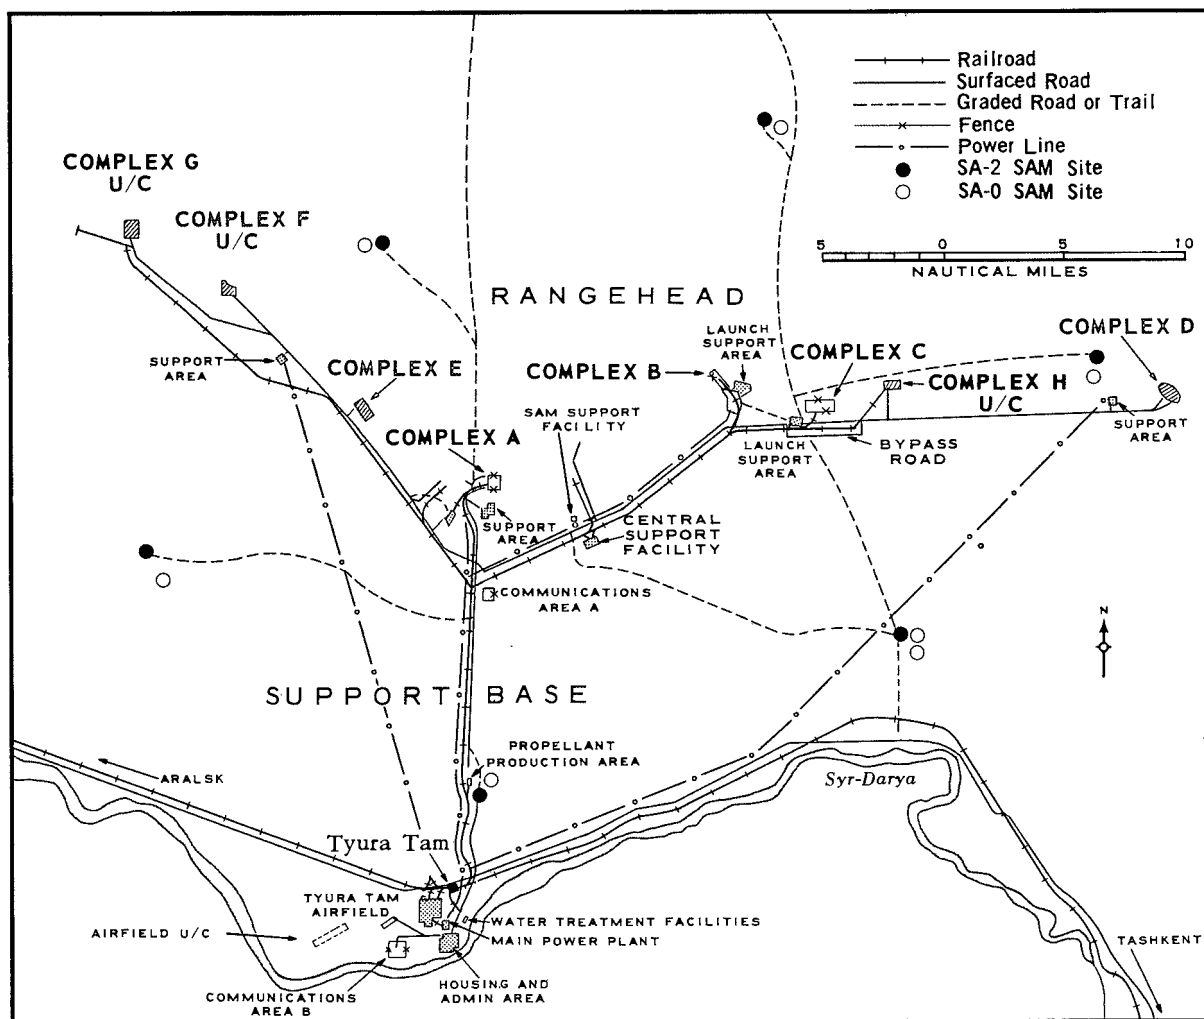 Railroad
Surfaced Road
Graded Road or Trail
Fence
Power Line
SA-2 SAM Site
SA-0 SAM Site
5 0 5 10
NAUTICAL MILES
COMPLEX G
U/C
COMPLEX F
U/C
RANGEHEAD
SUPPORT
AREA
COMPLEX E
LAUNCH
SUPPORT
AREA
COMPLEX B
COMPLEX C
COMPLEX D
COMPLEX H
U/C
SAM SUPPORT
FACILITY
COMPLEX A
LAUNCH
SUPPORT
AREA
BYPASS
ROAD
SUPPORT
AREA
SUPPORT
AREA
CENTRAL
SUPPORT
FACILITY
COMMUNICATIONS
AREA A
N
SUPPORT BASE
PROPELLANT
PRODUCTION AREA
ARALSK
Syr-Darya
Tyura Tam
TYURA TAM
AIRFIELD
AIRFIELD U/C
WATER TREATMENT FACILITIES
MAIN POWER PLANT
HOUSING AND
ADMIN AREA
COMMUNICATIONS
AREA B
TASHKENT